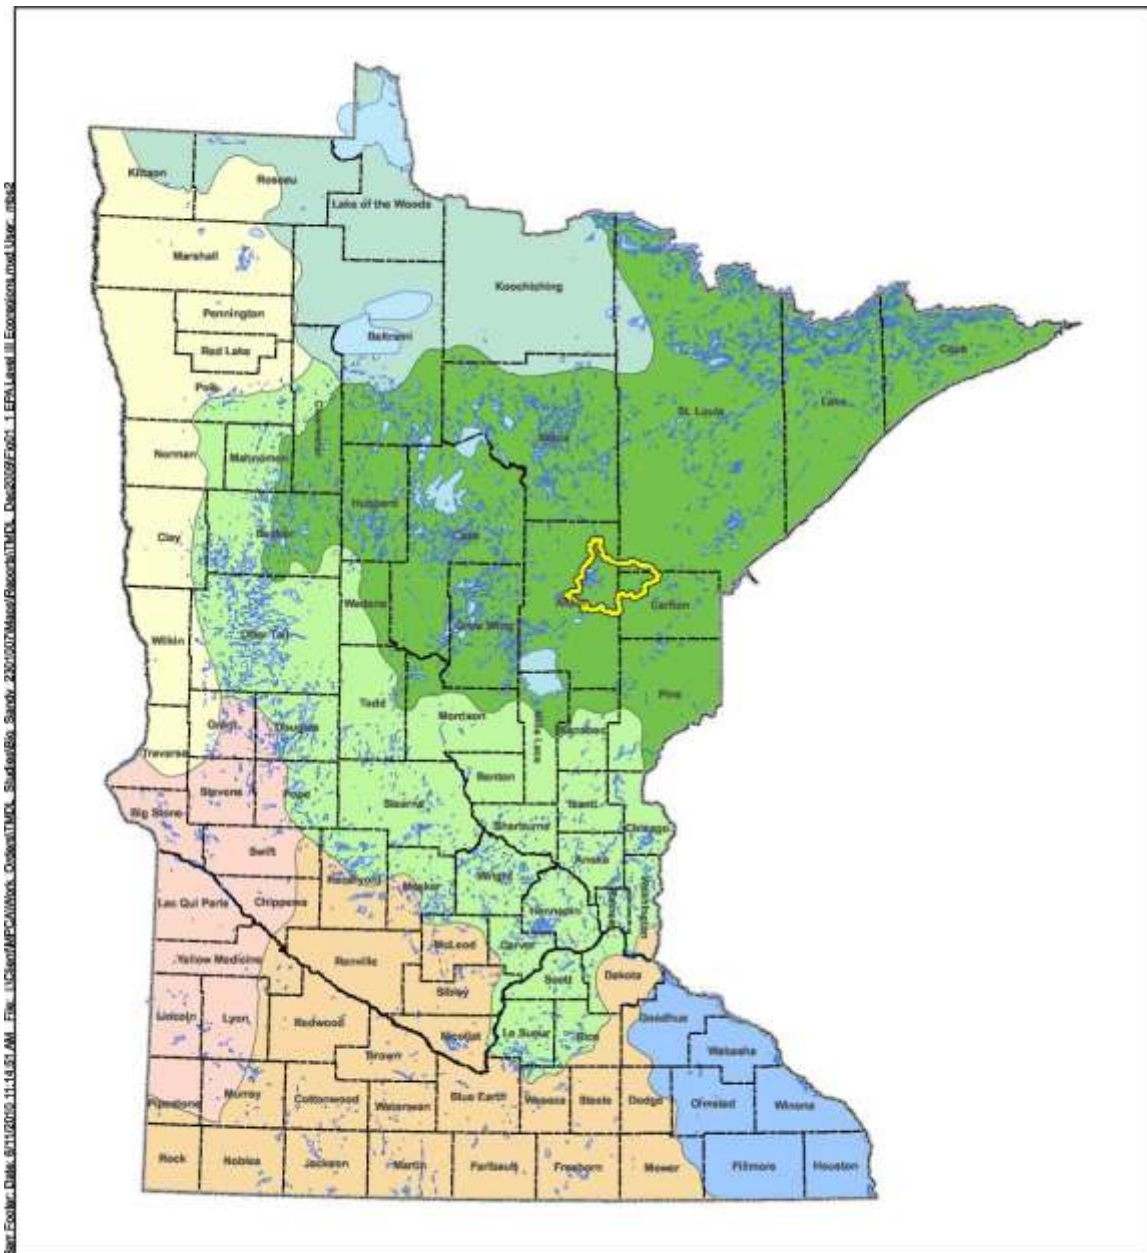 Kittson
Roseau
Lake of the Woods
Marshall
Koochiching
Pennington
Beltrami
Red Lake
Cook
Polk
Lake
St. Louis
Clearwater
Itasca
Norman
Mahnomen
Hubbard
Cass
Clay
Becker
Wadena
Aitkin
Carlton
Crow Wing
Wilkin
Otter Tail
Pine
Todd
Morrison
Mille Lacs
Kanabec
Grant
Douglas
Traverse
Benton
Stevens
Pope
Stearns
Isanti
Big Stone
Sherburne
Chisago
Swift
Anoka
Kandiyohi
Meeker
Wright
Washington
Lac Qui Parle
Chippewa
Hennepin
Ramsey
McLeod
Carver
Yellow Medicine
Renville
Dakota
Scott
Sibley
Lincoln
Lyon
Redwood
Nicollet
Le Sueur
Rice
Goodhue
Brown
Wabasha
Pipestone
Murray
Cottonwood
Watonwan
Blue Earth
Waseca
Steele
Dodge
Olmsted
Winona
Rock
Nobles
Jackson
Martin
Faribault
Freeborn
Mower
Fillmore
Houston